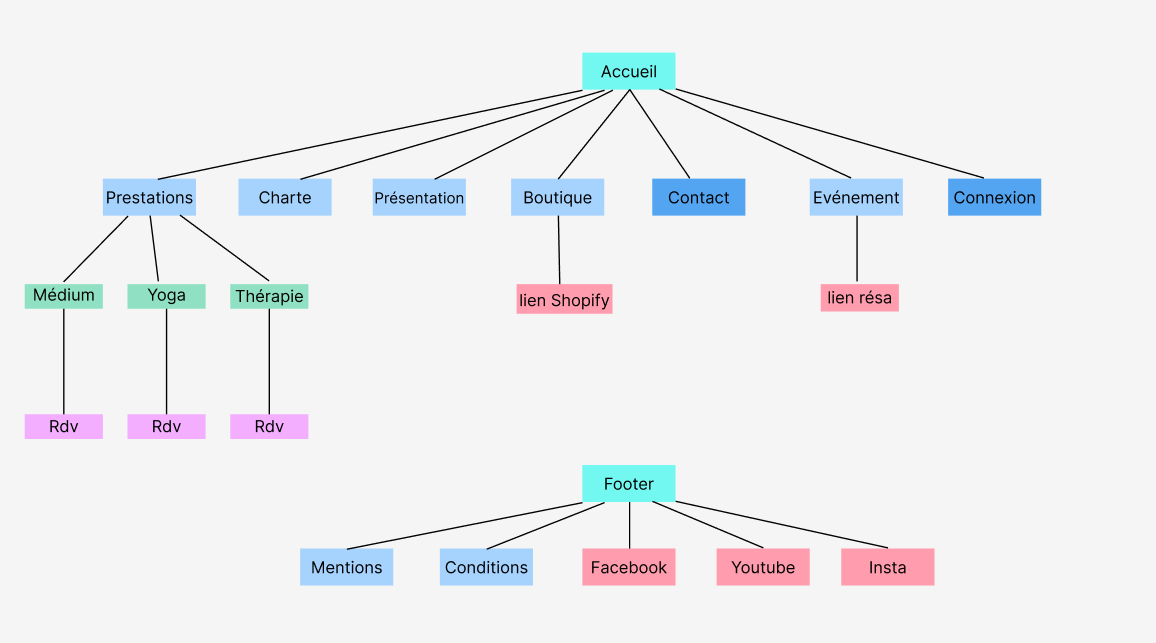 Accueil
Prestations
Charte
Présentation
Boutique
Contact
Evénement
Connexion
Médium
Yoga
Thérapie
lien Shopify
lien résa
Rdv
Rdv
Rdv
Footer
Mentions
Conditions
Facebook
Youtube
Insta